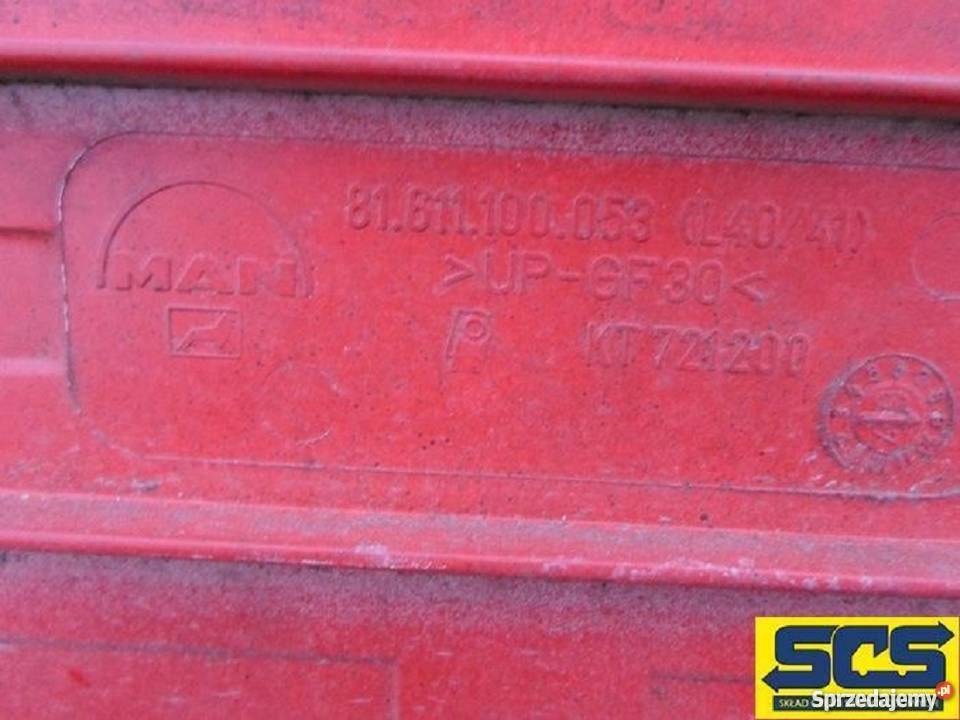 81.611.100.053 (L40/41)
MAN
>UP-GF30<
KT 721200
SCS
SKŁAD
Sprzedajemy.pl